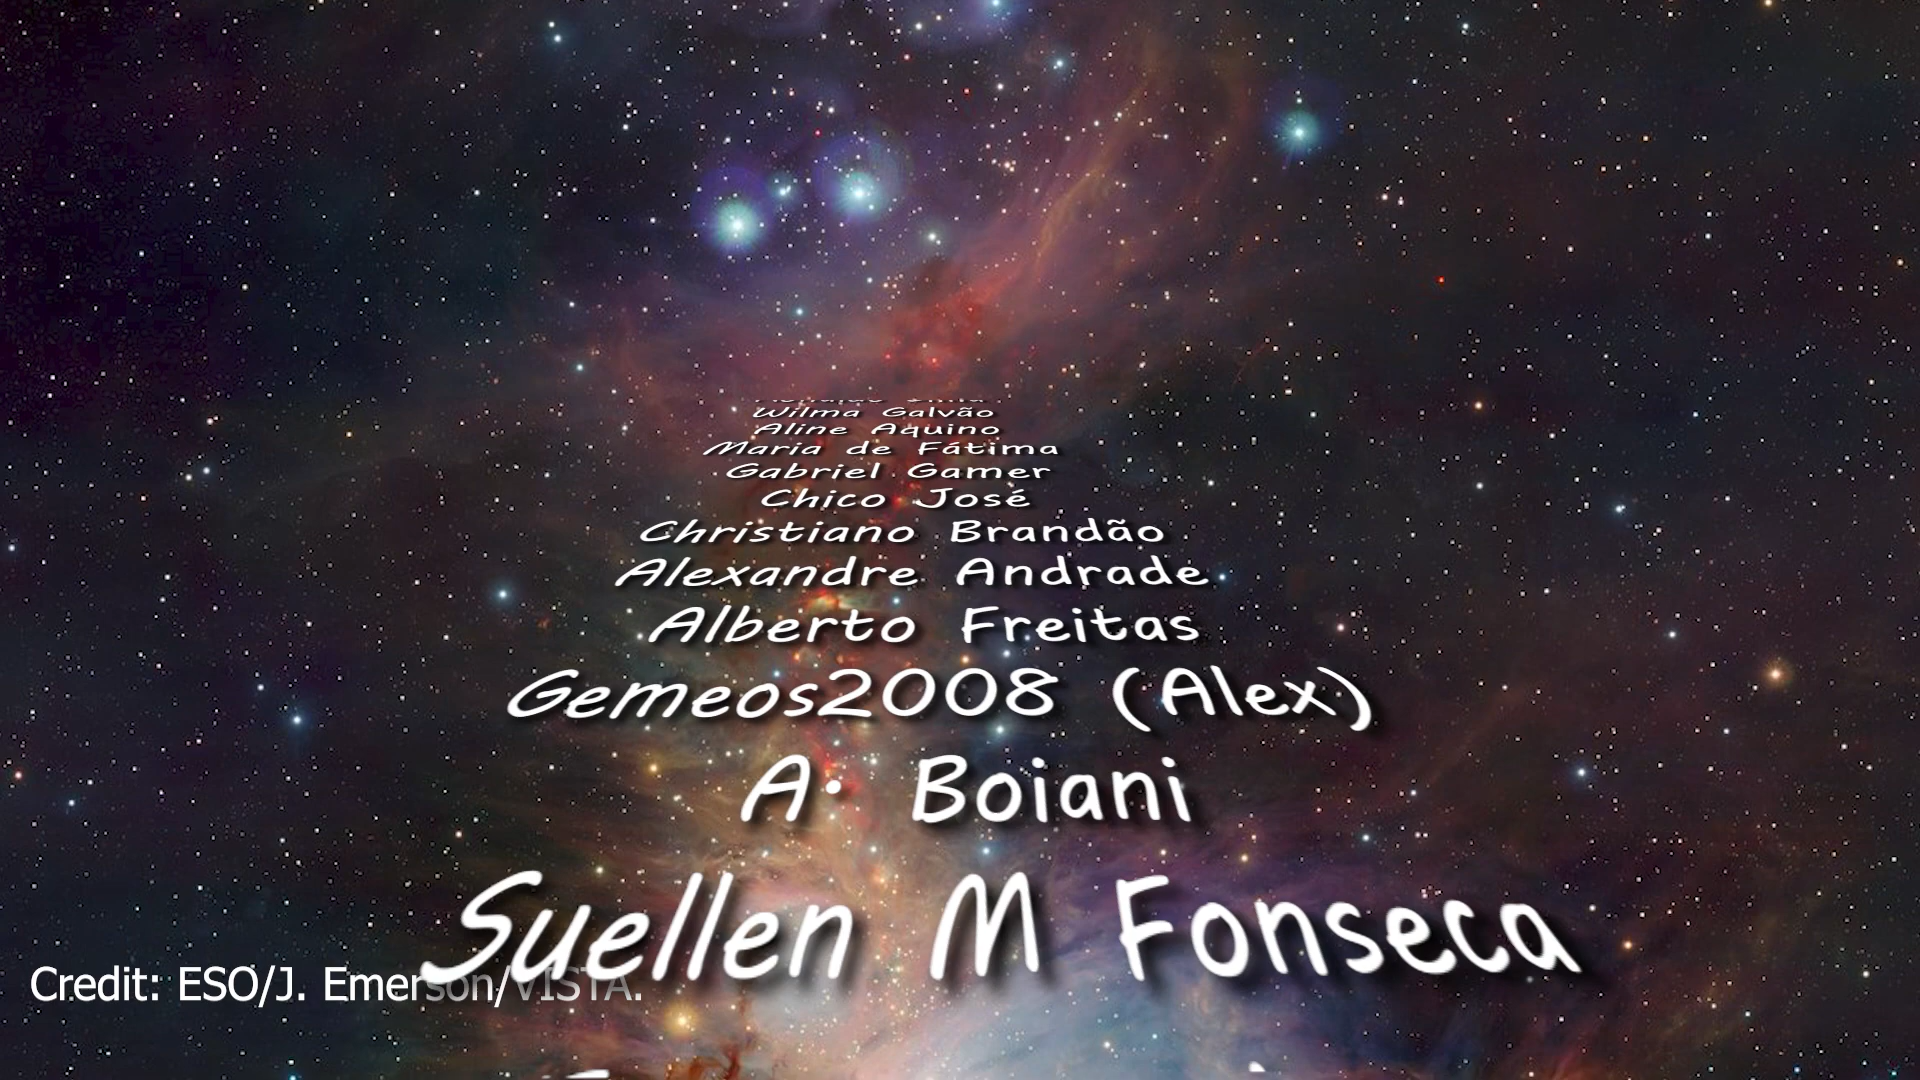 Wilma Galvão
Aline Aquino
Maria de Fátima
Gabriel Gamer
Chico José
Christiano Brandão
Alexandre Andrade
Alberto Freitas
Gemeos2008 (Alex)
A. Boiani
Suellen M Fonseca
Credit: ESO/J. Emerson/VISTA.